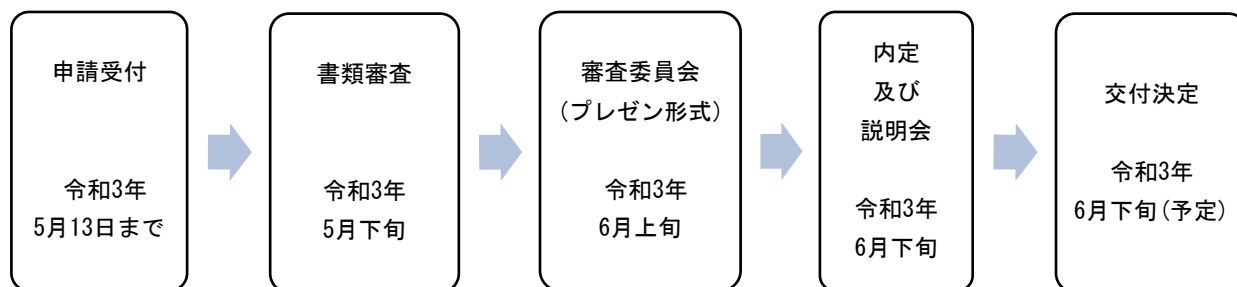 申請受付
令和3年
5月13日まで
書類審査
令和3年
5月下旬
審査委員会
(プレゼン形式)
令和3年
6月上旬
内定
及び
説明会
令和3年
6月下旬
交付決定
令和3年
6月下旬(予定)